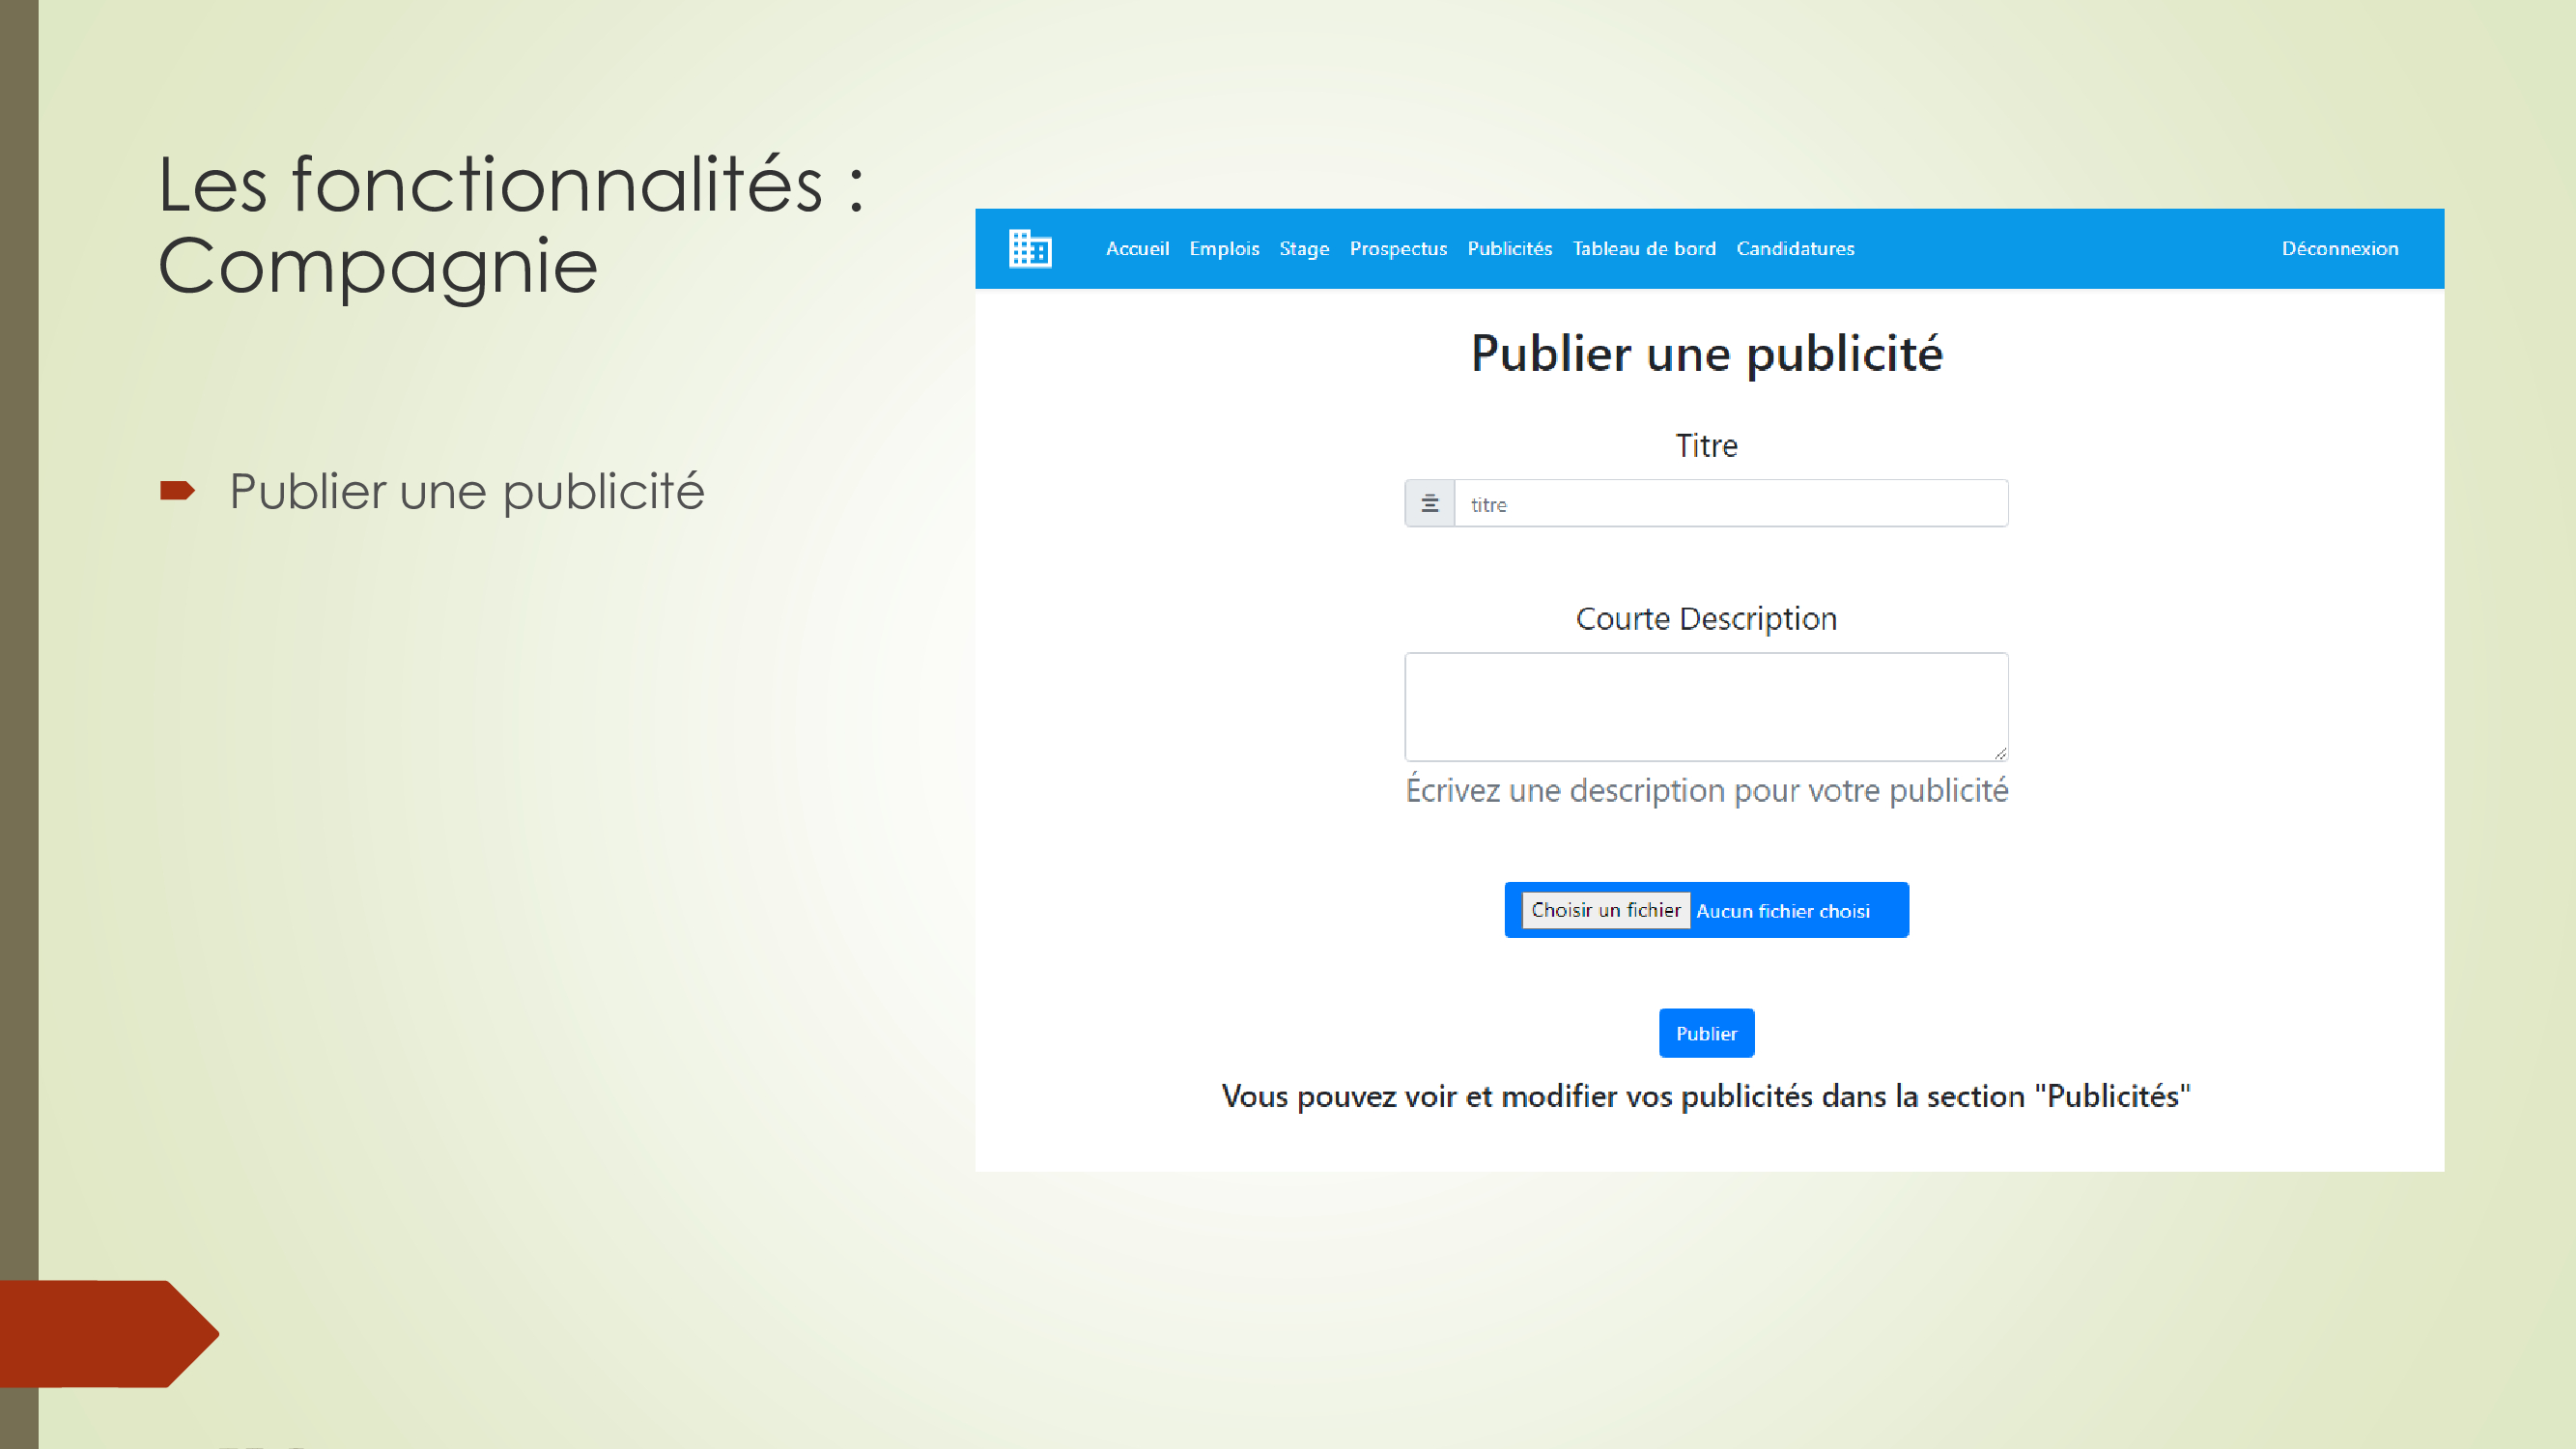 Les fonctionnalités :
Compagnie
Publier une publicité
Accueil Emplois Stage Prospectus Publicités Tableau de bord Candidatures Déconnexion
Publier une publicité
Titre
titre
Courte Description
Écrivez une description pour votre publicité
Choisir un fichier Aucun fichier choisi
Publier
Vous pouvez voir et modifier vos publicités dans la section "Publicités"